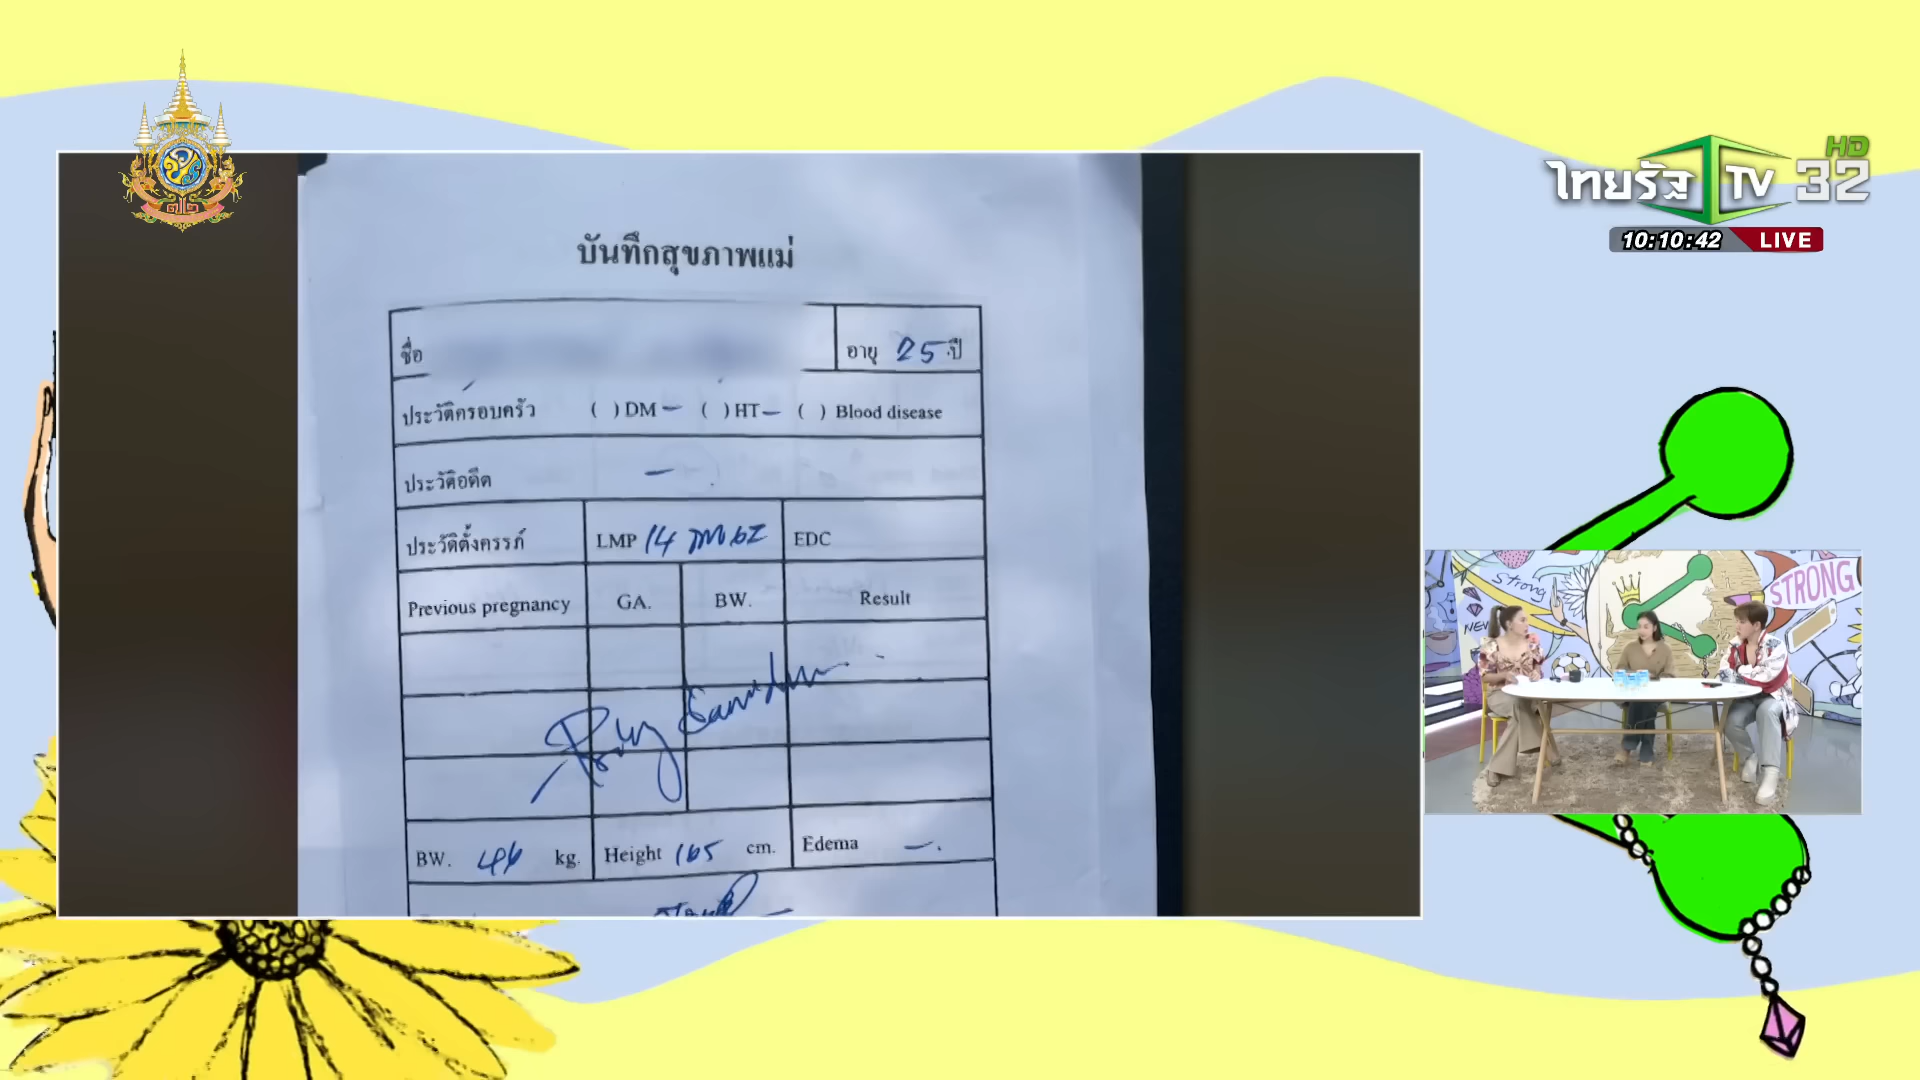 ไทยรัฐ TV HD 32
10:10:42 LIVE
บันทึกสุขภาพแม่
ชื่อ
อายุ 25 ปี
ประวัติครอบครัว ( ) DM – ( ) HT – ( ) Blood disease
ประวัติอดีต –
ประวัติตั้งครรภ์ LMP 14 EDC
Previous pregnancy GA. BW. Result
BW. 46 kg. Height 165 cm. Edema –.
Strong
STRONG
NEW